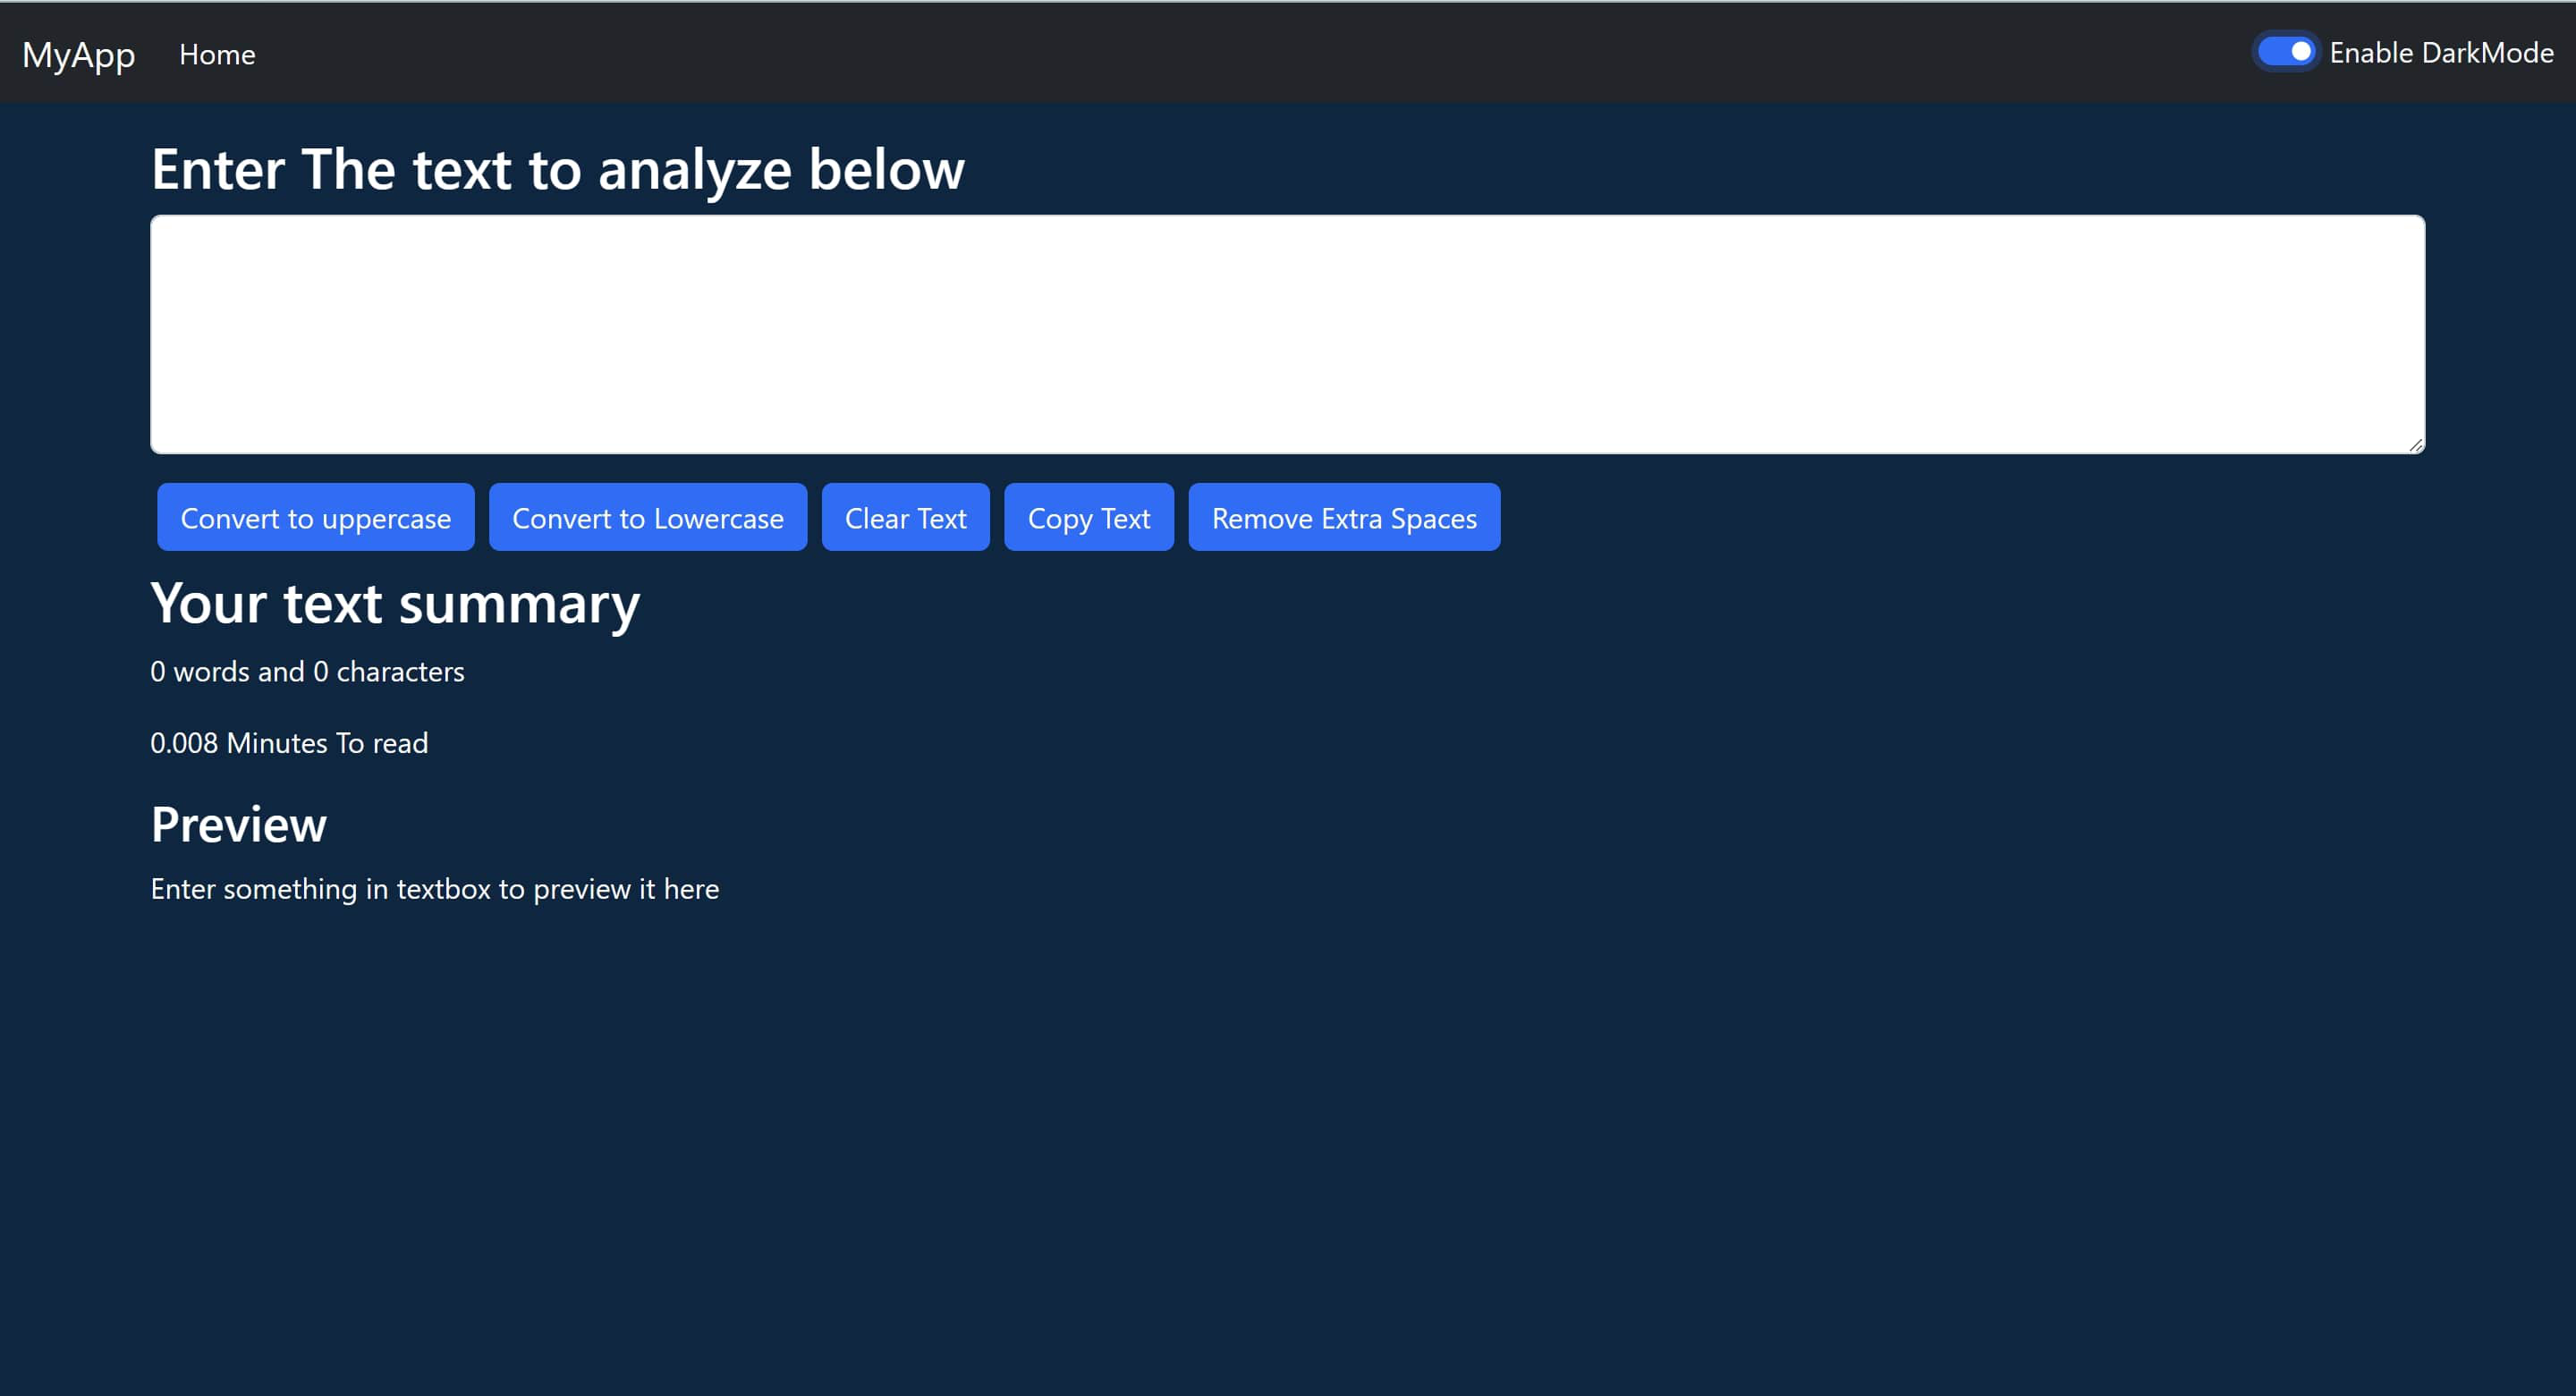 MyApp Home Enable DarkMode
Enter The text to analyze below
Convert to uppercase Convert to Lowercase Clear Text Copy Text Remove Extra Spaces
Your text summary
0 words and 0 characters
0.008 Minutes To read
Preview
Enter something in textbox to preview it here